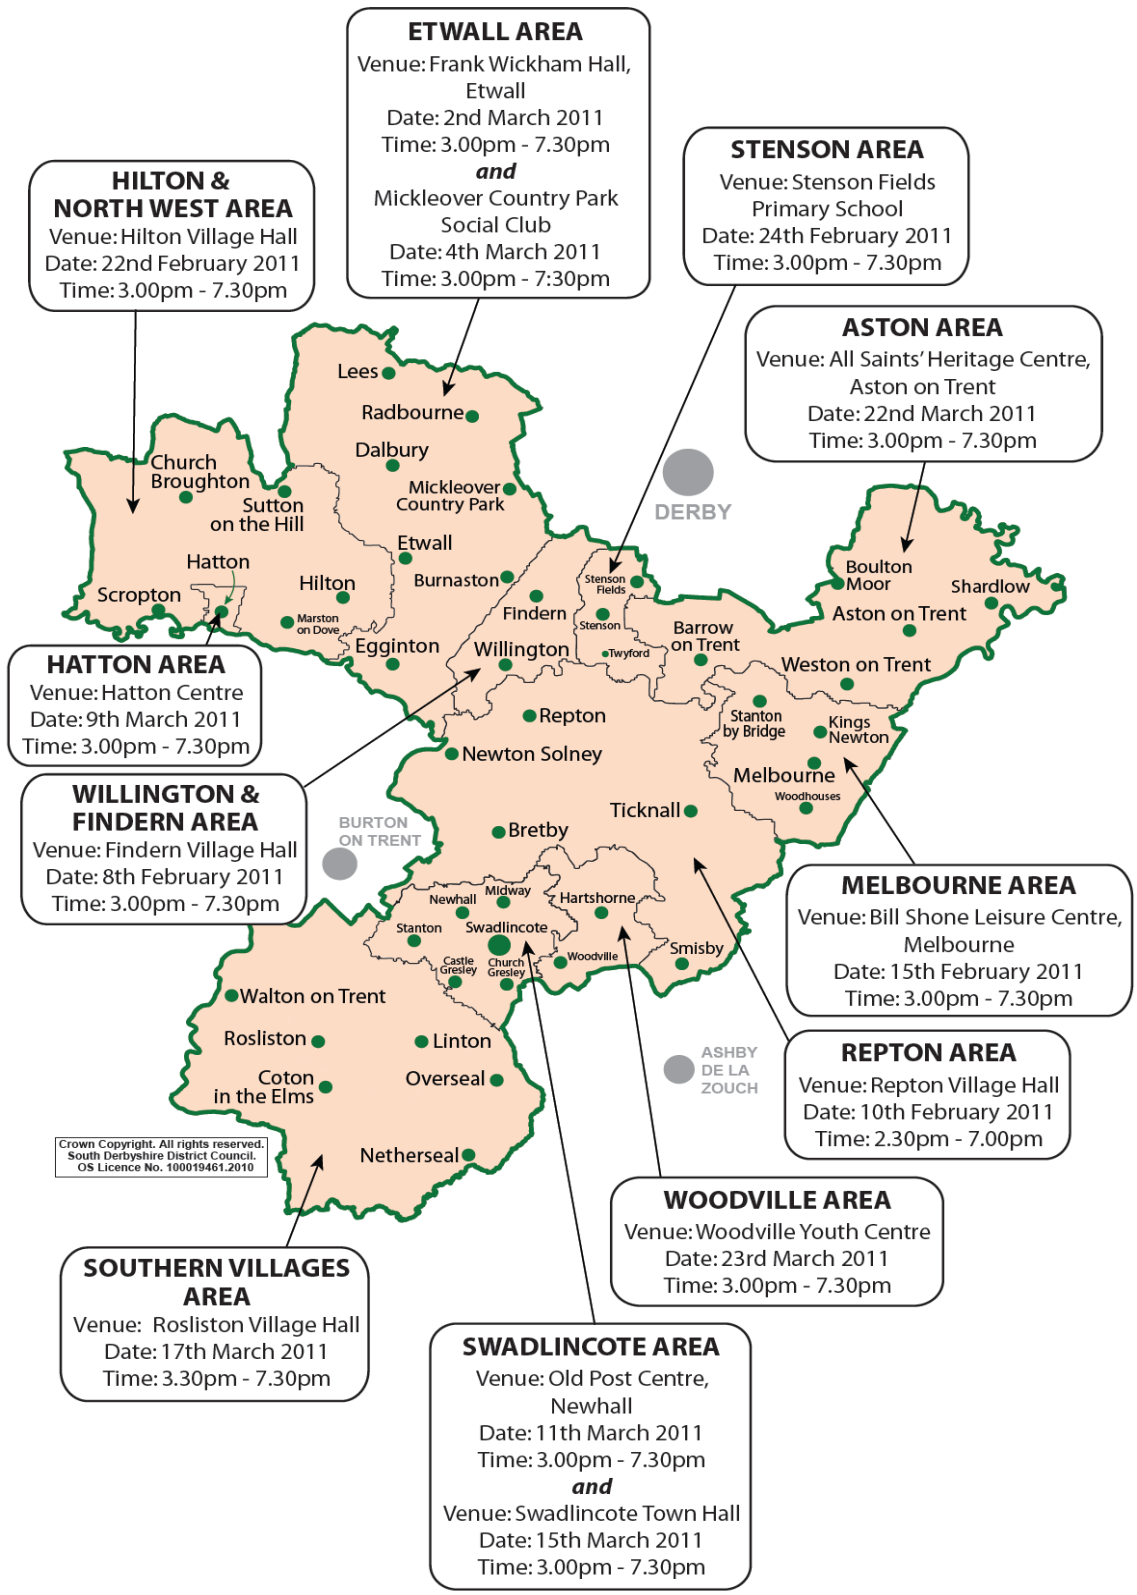 ETWALL AREA
Venue: Frank Wickham Hall,
Etwall
Date: 2nd March 2011
Time: 3.00pm - 7.30pm
and
Mickleover Country Park
Social Club
Date: 4th March 2011
Time: 3.00pm - 7:30pm
STENSON AREA
Venue: Stenson Fields
Primary School
Date: 24th February 2011
Time: 3.00pm - 7.30pm
HILTON &
NORTH WEST AREA
Venue: Hilton Village Hall
Date: 22nd February 2011
Time: 3.00pm - 7.30pm
ASTON AREA
Venue: All Saints' Heritage Centre,
Aston on Trent
Date: 22nd March 2011
Time: 3.00pm - 7.30pm
Lees
Radbourne
Dalbury
Church
Broughton
Mickleover
Country Park
Sutton
on the Hill
DERBY
Etwall
Hatton
Burnaston
Hilton
Scropton
Marston
on Dove
Findern
Stenson
Fields
Stenson
Twyford
Boulton
Moor
Shardlow
Aston on Trent
Barrow
on Trent
Egginton
Willington
Weston on Trent
HATTON AREA
Venue: Hatton Centre
Date: 9th March 2011
Time: 3.00pm - 7.30pm
Repton
Newton Solney
Stanton
by Bridge
Kings
Newton
Melbourne
Woodhouses
WILLINGTON &
FINDERN AREA
Venue: Findern Village Hall
Date: 8th February 2011
Time: 3.00pm - 7.30pm
BURTON
ON TRENT
Ticknall
Bretby
MELBOURNE AREA
Venue: Bill Shone Leisure Centre,
Melbourne
Date: 15th February 2011
Time: 3.00pm - 7.30pm
Midway
Newhall
Hartshorne
Stanton
Swadlincote
Castle
Gresley
Church
Gresley
Woodville
Smisby
Walton on Trent
Rosliston
Linton
Coton
in the Elms
Overseal
Netherseal
ASHBY
DE LA
ZOUCH
REPTON AREA
Venue: Repton Village Hall
Date: 10th February 2011
Time: 2.30pm - 7.00pm
Crown Copyright. All rights reserved.
South Derbyshire District Council.
OS Licence No. 100019461.2010
WOODVILLE AREA
Venue: Woodville Youth Centre
Date: 23rd March 2011
Time: 3.00pm - 7.30pm
SOUTHERN VILLAGES
AREA
Venue: Rosliston Village Hall
Date: 17th March 2011
Time: 3.30pm - 7.30pm
SWADLINCOTE AREA
Venue: Old Post Centre,
Newhall
Date: 11th March 2011
Time: 3.00pm - 7.30pm
and
Venue: Swadlincote Town Hall
Date: 15th March 2011
Time: 3.00pm - 7.30pm